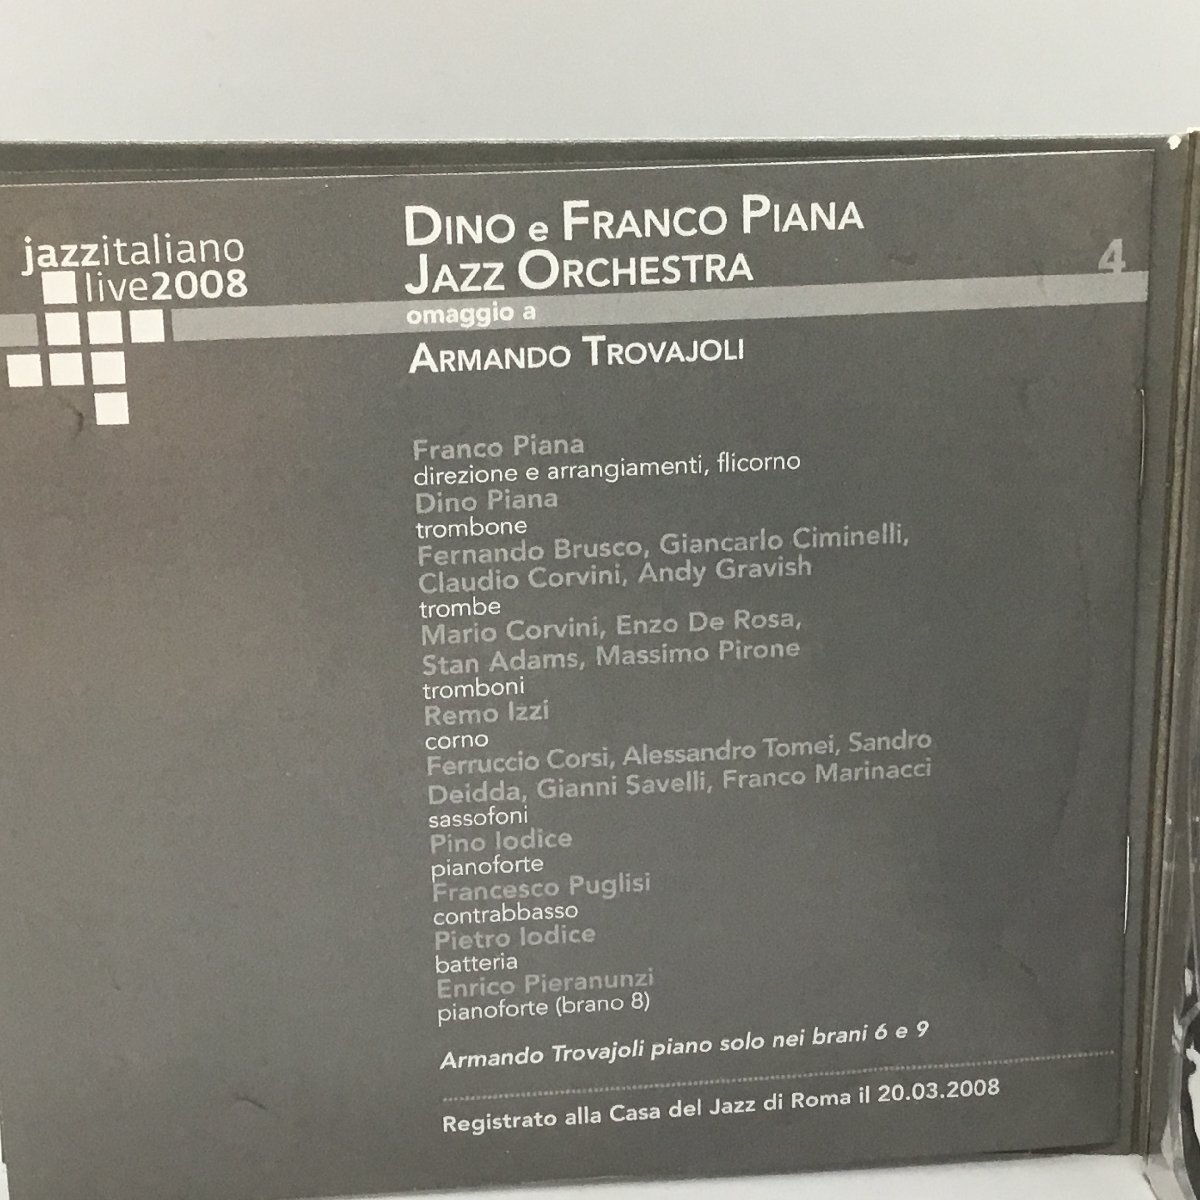 jazzitaliano
live2008
DINO e FRANCO PIANA
JAZZ ORCHESTRA
4
omaggio a
ARMANDO TROVAJOLI
Franco Piana
direzione e arrangiamenti, flicorno
Dino Piana
trombone
Fernando Brusco, Giancarlo Ciminelli,
Claudio Corvini, Andy Gravish
trombe
Mario Corvini, Enzo De Rosa,
Stan Adams, Massimo Pirone
tromboni
Remo Izzi
corno
Ferruccio Corsi, Alessandro Tomei, Sandro
Deidda, Gianni Savelli, Franco Marinacci
sassofoni
Pino Iodice
pianoforte
Francesco Puglisi
contrabbasso
Pietro Iodice
batteria
Enrico Pieranunzi
pianoforte (brano 8)
Armando Trovajoli piano solo nei brani 6 e 9
Registrato alla Casa del Jazz di Roma il 20.03.2008